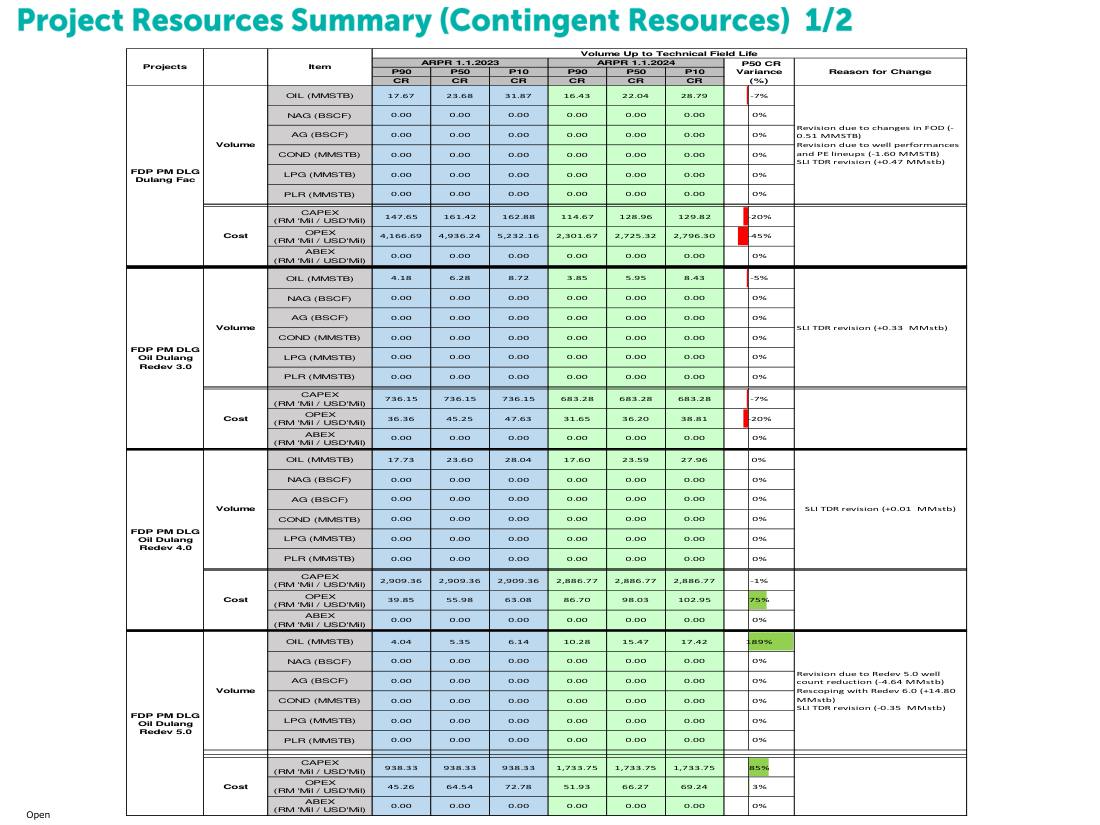 Project Resources Summary (Contingent Resources) 1/2
Projects Item Volume Up to Technical Field Life
ARPR 1.1.2023 ARPR 1.1.2024 P50 CR Variance (%) Reason for Change
P90 P50 P10 P90 P50 P10
CR CR CR CR CR CR
FDP PM DLG Dulang Fac
Volume
OIL (MMSTB) 17.67 23.68 31.87 16.43 22.04 28.79 -7%
NAG (BSCF) 0.00 0.00 0.00 0.00 0.00 0.00 0%
AG (BSCF) 0.00 0.00 0.00 0.00 0.00 0.00 0%
COND (MMSTB) 0.00 0.00 0.00 0.00 0.00 0.00 0%
LPG (MMSTB) 0.00 0.00 0.00 0.00 0.00 0.00 0%
PLR (MMSTB) 0.00 0.00 0.00 0.00 0.00 0.00 0%
Revision due to changes in FOD (-
0.51 MMSTB)
Revision due to well performances
and PE lineups (-1.60 MMSTB)
SLI TDR revision (+0.47 MMstb)
Cost
CAPEX (RM 'Mil / USD'Mil) 147.65 161.42 162.88 114.67 128.96 129.82 -20%
OPEX (RM 'Mil / USD'Mil) 4,166.69 4,936.24 5,232.16 2,301.67 2,725.32 2,796.30 -45%
ABEX (RM 'Mil / USD'Mil) 0.00 0.00 0.00 0.00 0.00 0.00 0%
FDP PM DLG Oil Dulang Redev 3.0
Volume
OIL (MMSTB) 4.18 6.28 8.72 3.85 5.95 8.43 -5%
NAG (BSCF) 0.00 0.00 0.00 0.00 0.00 0.00 0%
AG (BSCF) 0.00 0.00 0.00 0.00 0.00 0.00 0%
COND (MMSTB) 0.00 0.00 0.00 0.00 0.00 0.00 0%
LPG (MMSTB) 0.00 0.00 0.00 0.00 0.00 0.00 0%
PLR (MMSTB) 0.00 0.00 0.00 0.00 0.00 0.00 0%
SLI TDR revision (+0.33 MMstb)
Cost
CAPEX (RM 'Mil / USD'Mil) 736.15 736.15 736.15 683.28 683.28 683.28 -7%
OPEX (RM 'Mil / USD'Mil) 36.36 45.25 47.63 31.65 36.20 38.81 -20%
ABEX (RM 'Mil / USD'Mil) 0.00 0.00 0.00 0.00 0.00 0.00 0%
FDP PM DLG Oil Dulang Redev 4.0
Volume
OIL (MMSTB) 17.73 23.60 28.04 17.60 23.59 27.96 0%
NAG (BSCF) 0.00 0.00 0.00 0.00 0.00 0.00 0%
AG (BSCF) 0.00 0.00 0.00 0.00 0.00 0.00 0%
COND (MMSTB) 0.00 0.00 0.00 0.00 0.00 0.00 0%
LPG (MMSTB) 0.00 0.00 0.00 0.00 0.00 0.00 0%
PLR (MMSTB) 0.00 0.00 0.00 0.00 0.00 0.00 0%
SLI TDR revision (+0.01 MMstb)
Cost
CAPEX (RM 'Mil / USD'Mil) 2,909.36 2,909.36 2,909.36 2,886.77 2,886.77 2,886.77 -1%
OPEX (RM 'Mil / USD'Mil) 39.85 55.98 63.08 86.70 98.03 102.95 75%
ABEX (RM 'Mil / USD'Mil) 0.00 0.00 0.00 0.00 0.00 0.00 0%
FDP PM DLG Oil Dulang Redev 5.0
Volume
OIL (MMSTB) 4.04 5.35 6.14 10.28 15.47 17.42 189%
NAG (BSCF) 0.00 0.00 0.00 0.00 0.00 0.00 0%
AG (BSCF) 0.00 0.00 0.00 0.00 0.00 0.00 0%
COND (MMSTB) 0.00 0.00 0.00 0.00 0.00 0.00 0%
LPG (MMSTB) 0.00 0.00 0.00 0.00 0.00 0.00 0%
PLR (MMSTB) 0.00 0.00 0.00 0.00 0.00 0.00 0%
Revision due to Redev 5.0 well
count reduction (-4.64 MMstb)
Rescoping with Redev 6.0 (+14.80
MMstb)
SLI TDR revision (-0.35 MMstb)
Cost
CAPEX (RM 'Mil / USD'Mil) 938.33 938.33 938.33 1,733.75 1,733.75 1,733.75 85%
OPEX (RM 'Mil / USD'Mil) 45.26 64.54 72.78 51.93 66.27 69.24 3%
ABEX (RM 'Mil / USD'Mil) 0.00 0.00 0.00 0.00 0.00 0.00 0%
Open